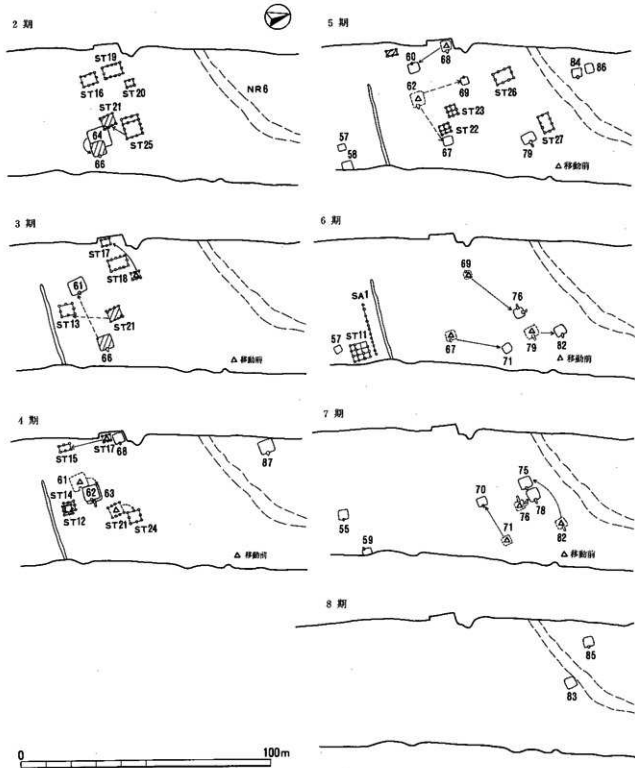 2 期
ST19
ST16
ST20
ST21
NR6
64
ST25
66
3 期
ST17
ST18
61
ST21
ST13
66
△ 移動前
4 期
ST17
68
ST15
87
61
62
63
ST14
ST12
ST21
ST24
△ 移動前
5 期
60
68
84
86
62
69
ST26
ST23
ST22
57
67
79
ST27
58
△ 移動前
6 期
69
76
SA1
ST11
57
67
71
79
82
△ 移動前
7 期
75
70
76
78
55
71
82
59
△ 移動前
8 期
85
83
0
100m